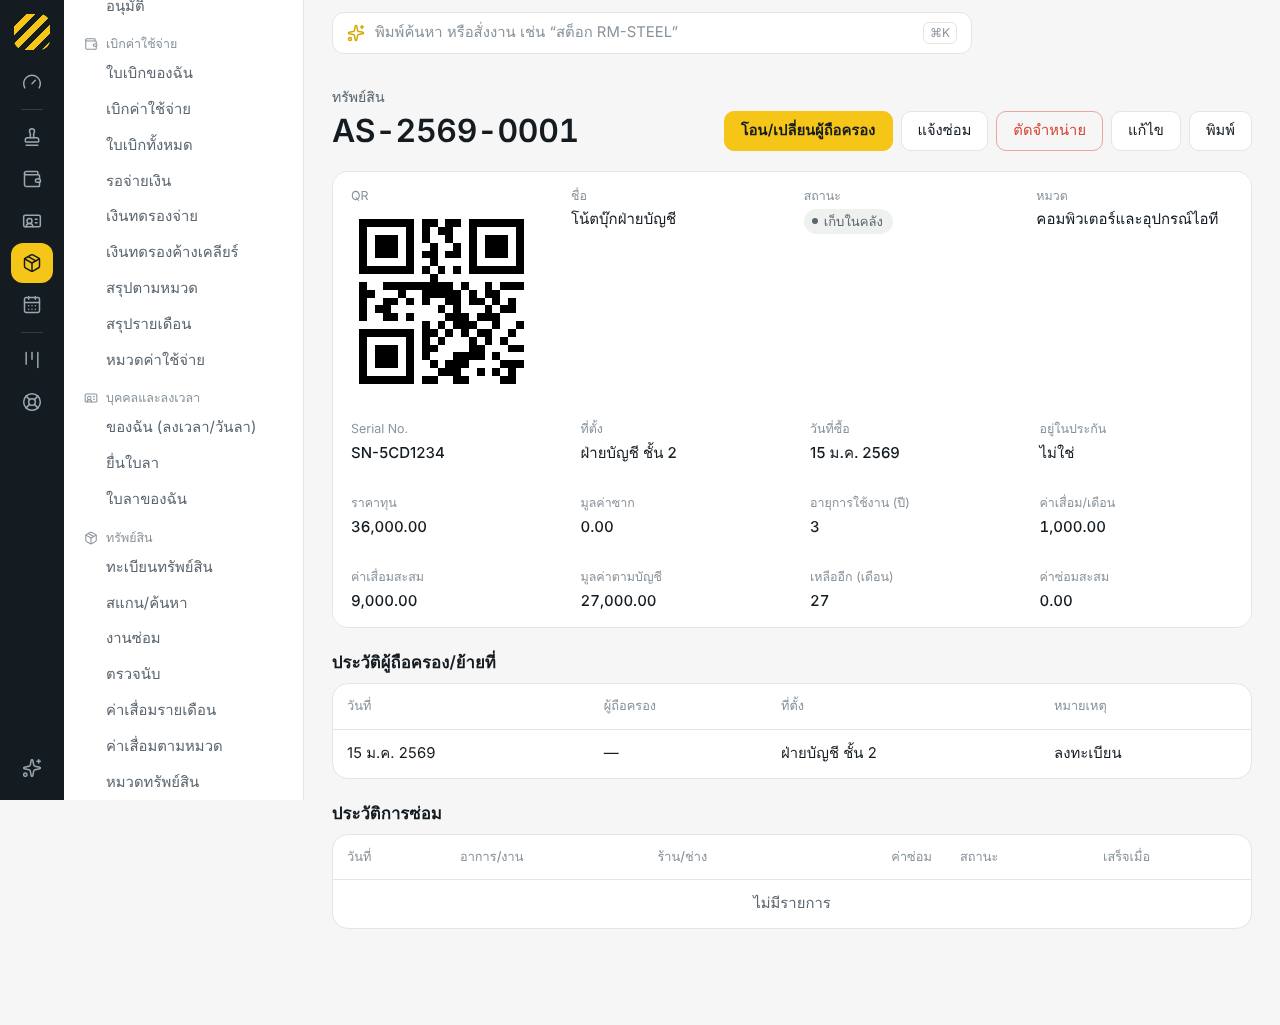 อนุมัติ
เบิกค่าใช้จ่าย
ใบเบิกของฉัน
เบิกค่าใช้จ่าย
ใบเบิกทั้งหมด
รอจ่ายเงิน
เงินทดรองจ่าย
เงินทดรองค้างเคลียร์
สรุปตามหมวด
สรุปรายเดือน
หมวดค่าใช้จ่าย
บุคคลและลงเวลา
ของฉัน (ลงเวลา/วันลา)
ยื่นใบลา
ใบลาของฉัน
ทรัพย์สิน
ทะเบียนทรัพย์สิน
สแกน/ค้นหา
งานซ่อม
ตรวจนับ
ค่าเสื่อมรายเดือน
ค่าเสื่อมตามหมวด
หมวดทรัพย์สิน
พิมพ์ค้นหา หรือสั่งงาน เช่น “สต็อก RM-STEEL” ⌘K
ทรัพย์สิน
AS-2569-0001
โอน/เปลี่ยนผู้ถือครอง แจ้งซ่อม ตัดจำหน่าย แก้ไข พิมพ์
QR ชื่อ สถานะ หมวด
โน้ตบุ๊กฝ่ายบัญชี เก็บในคลัง คอมพิวเตอร์และอุปกรณ์ไอที
Serial No. ที่ตั้ง วันที่ซื้อ อยู่ในประกัน
SN-5CD1234 ฝ่ายบัญชี ชั้น 2 15 ม.ค. 2569 ไม่ใช่
ราคาทุน มูลค่าซาก อายุการใช้งาน (ปี) ค่าเสื่อม/เดือน
36,000.00 0.00 3 1,000.00
ค่าเสื่อมสะสม มูลค่าตามบัญชี เหลืออีก (เดือน) ค่าซ่อมสะสม
9,000.00 27,000.00 27 0.00
ประวัติผู้ถือครอง/ย้ายที่
วันที่ ผู้ถือครอง ที่ตั้ง หมายเหตุ
15 ม.ค. 2569 — ฝ่ายบัญชี ชั้น 2 ลงทะเบียน
ประวัติการซ่อม
วันที่ อาการ/งาน ร้าน/ช่าง ค่าซ่อม สถานะ เสร็จเมื่อ
ไม่มีรายการ